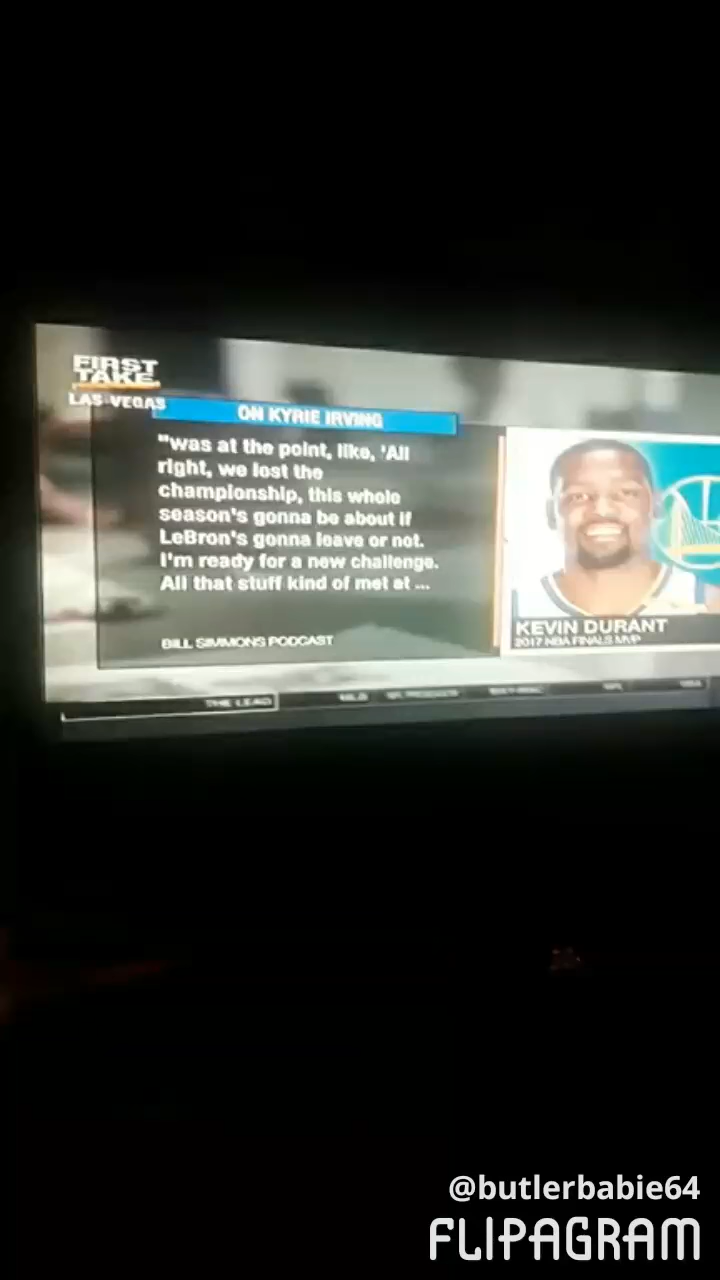 FIRST
TAKE
LAS VEGAS
ON KYRIE IRVING
"was at the point, like, 'All
right, we lost the
championship, this whole
season's gonna be about if
LeBron's gonna leave or not.
I'm ready for a new challenge.
All that stuff kind of met at ...
BILL SIMMONS PODCAST
KEVIN DURANT
2017 NBA FINALS MVP
THE LEAD
@butlerbabie64
FLIPAGRAM